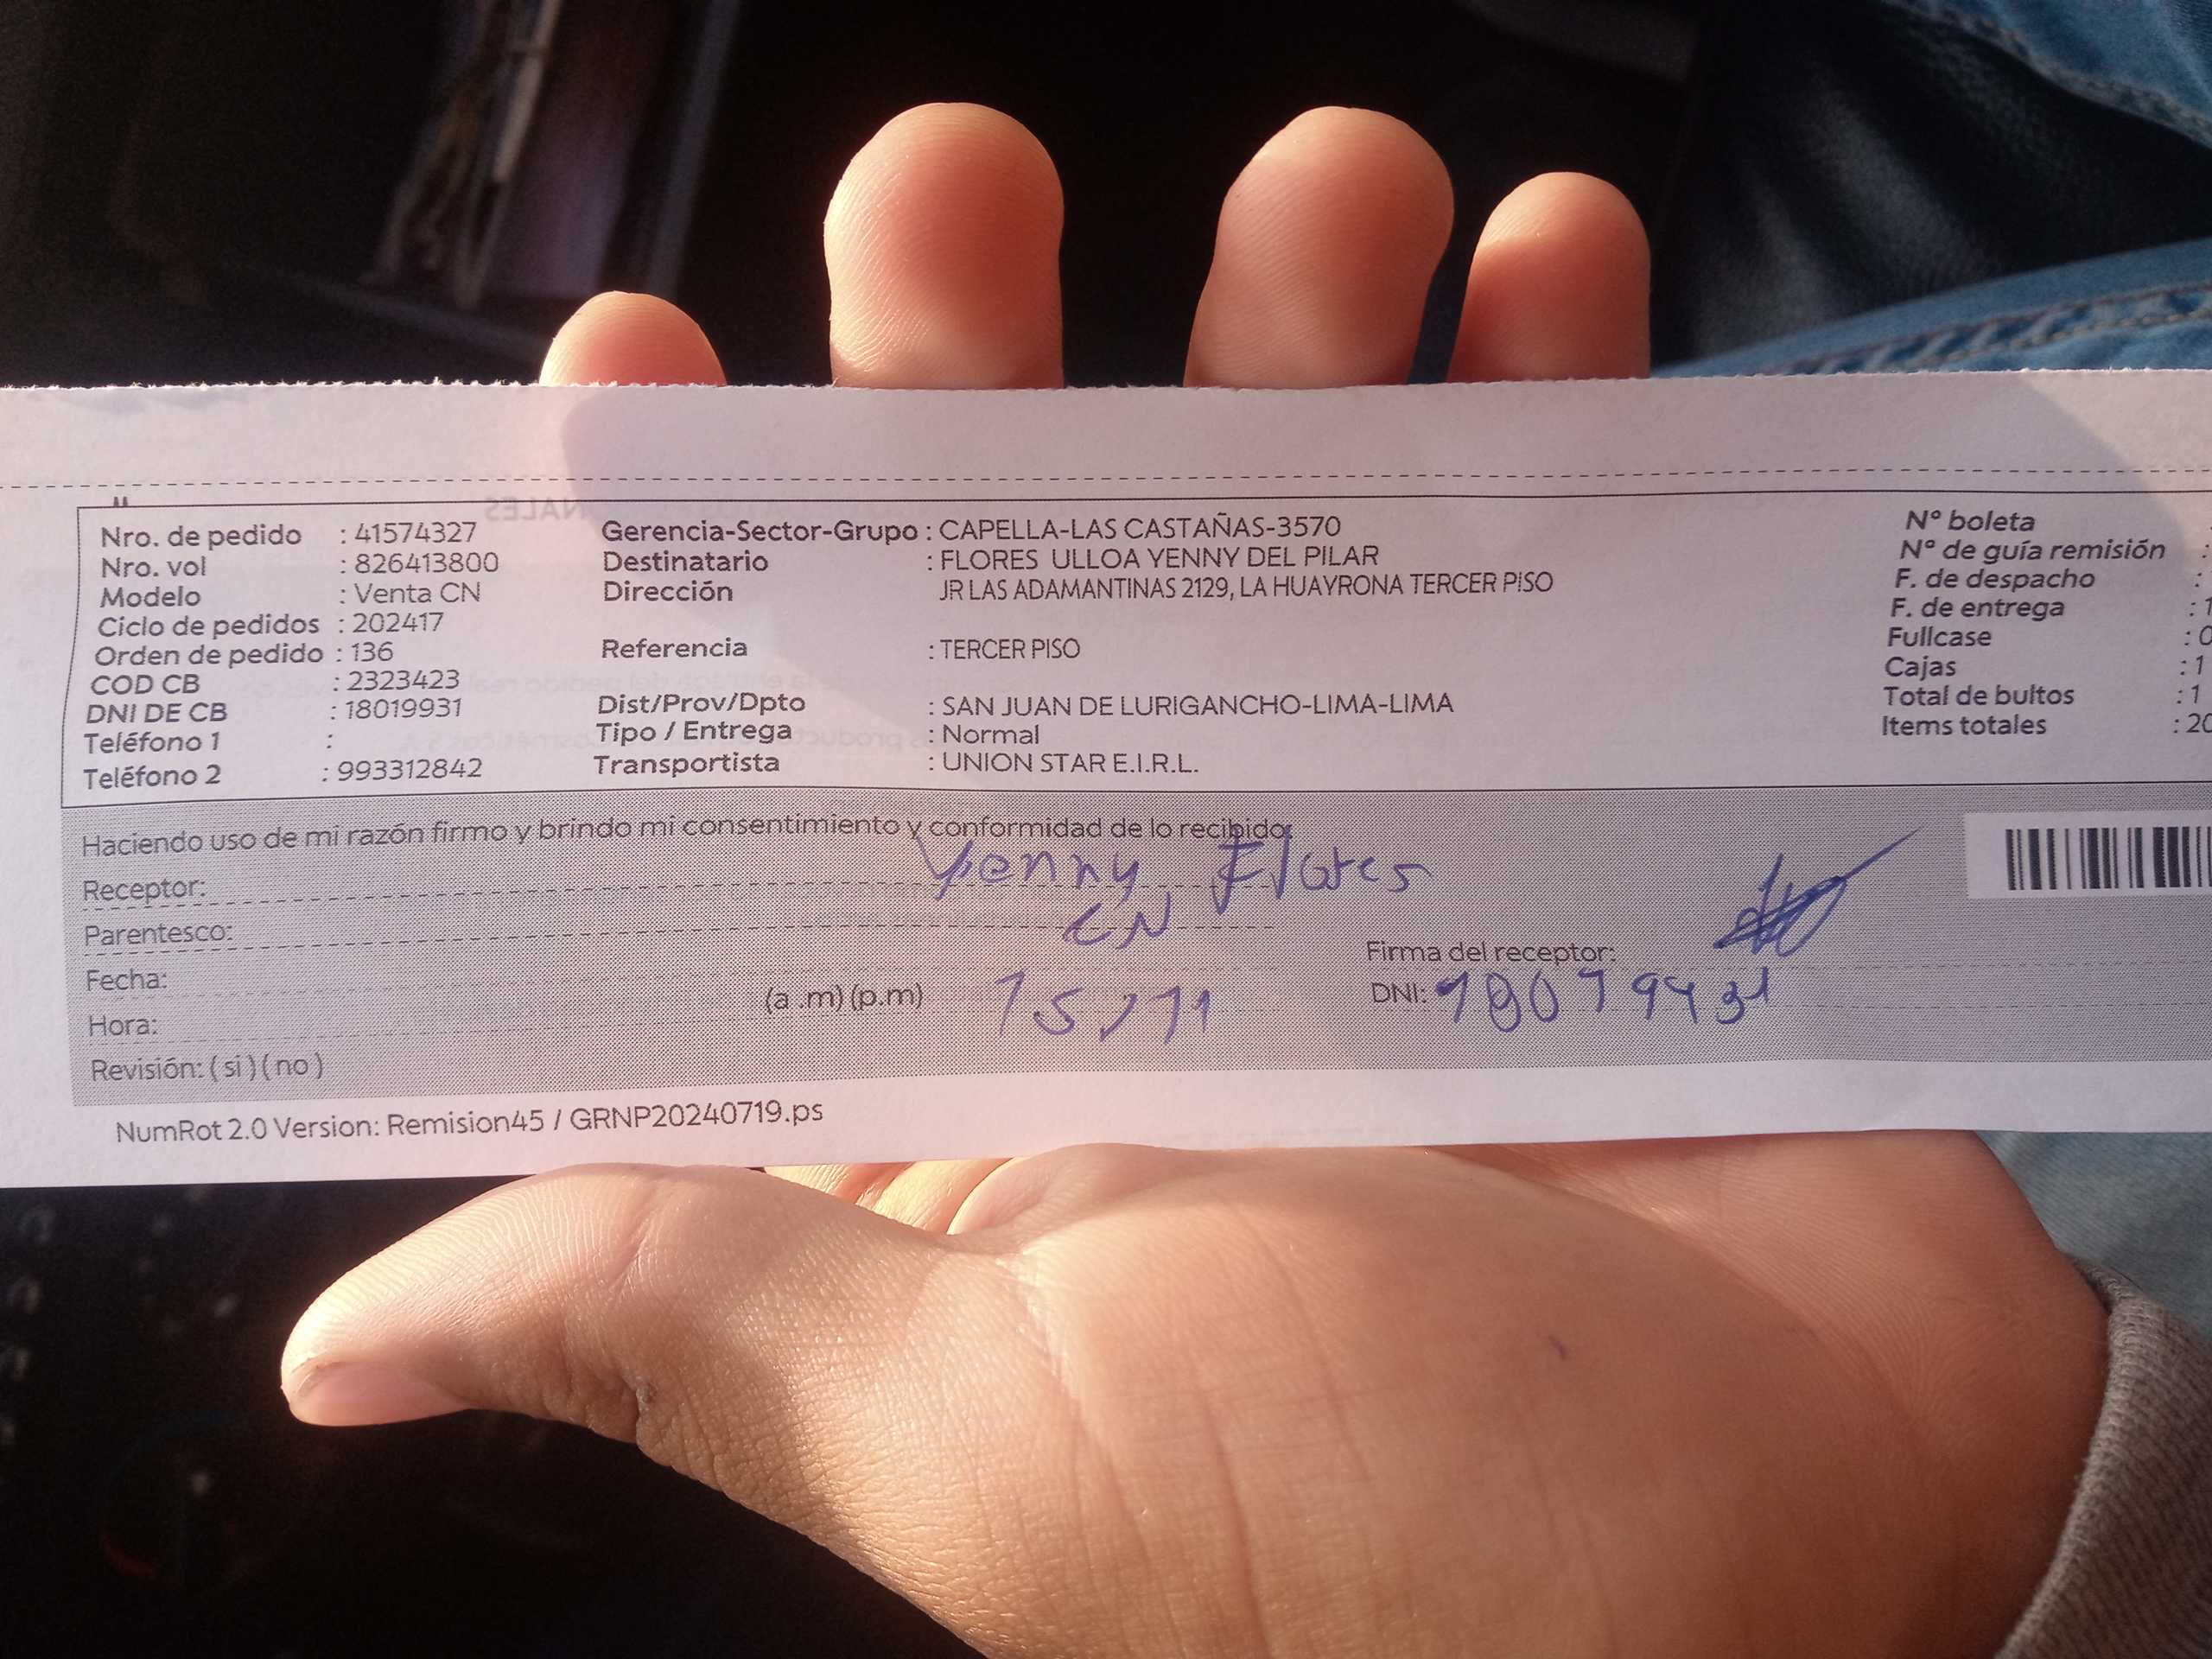 Nro. de pedido : 41574327
Nro. vol : 826413800
Modelo : Venta CN
Ciclo de pedidos : 202417
Orden de pedido : 136
COD CB : 2323423
DNI DE CB : 18019931
Teléfono 1 :
Teléfono 2 : 993312842
Gerencia-Sector-Grupo : CAPELLA-LAS CASTAÑAS-3570
Destinatario : FLORES ULLOA YENNY DEL PILAR
Dirección JR LAS ADAMANTINAS 2129, LA HUAYRONA TERCER PISO
Referencia : TERCER PISO
Dist/Prov/Dpto : SAN JUAN DE LURIGANCHO-LIMA-LIMA
Tipo / Entrega : Normal
Transportista : UNION STAR E.I.R.L.
N° boleta
N° de guía remisión :
F. de despacho :
F. de entrega : 1
Fullcase : 0
Cajas : 1
Total de bultos : 1
Items totales : 20
Haciendo uso de mi razón firmo y brindo mi consentimiento y conformidad de lo recibido.
Receptor: Yenny Flores
Parentesco: CN
Fecha:
Hora: (a .m) (p.m) 15/11
Revisión: ( si ) ( no )
Firma del receptor:
DNI:
NumRot 2.0 Version: Remision45 / GRNP20240719.ps